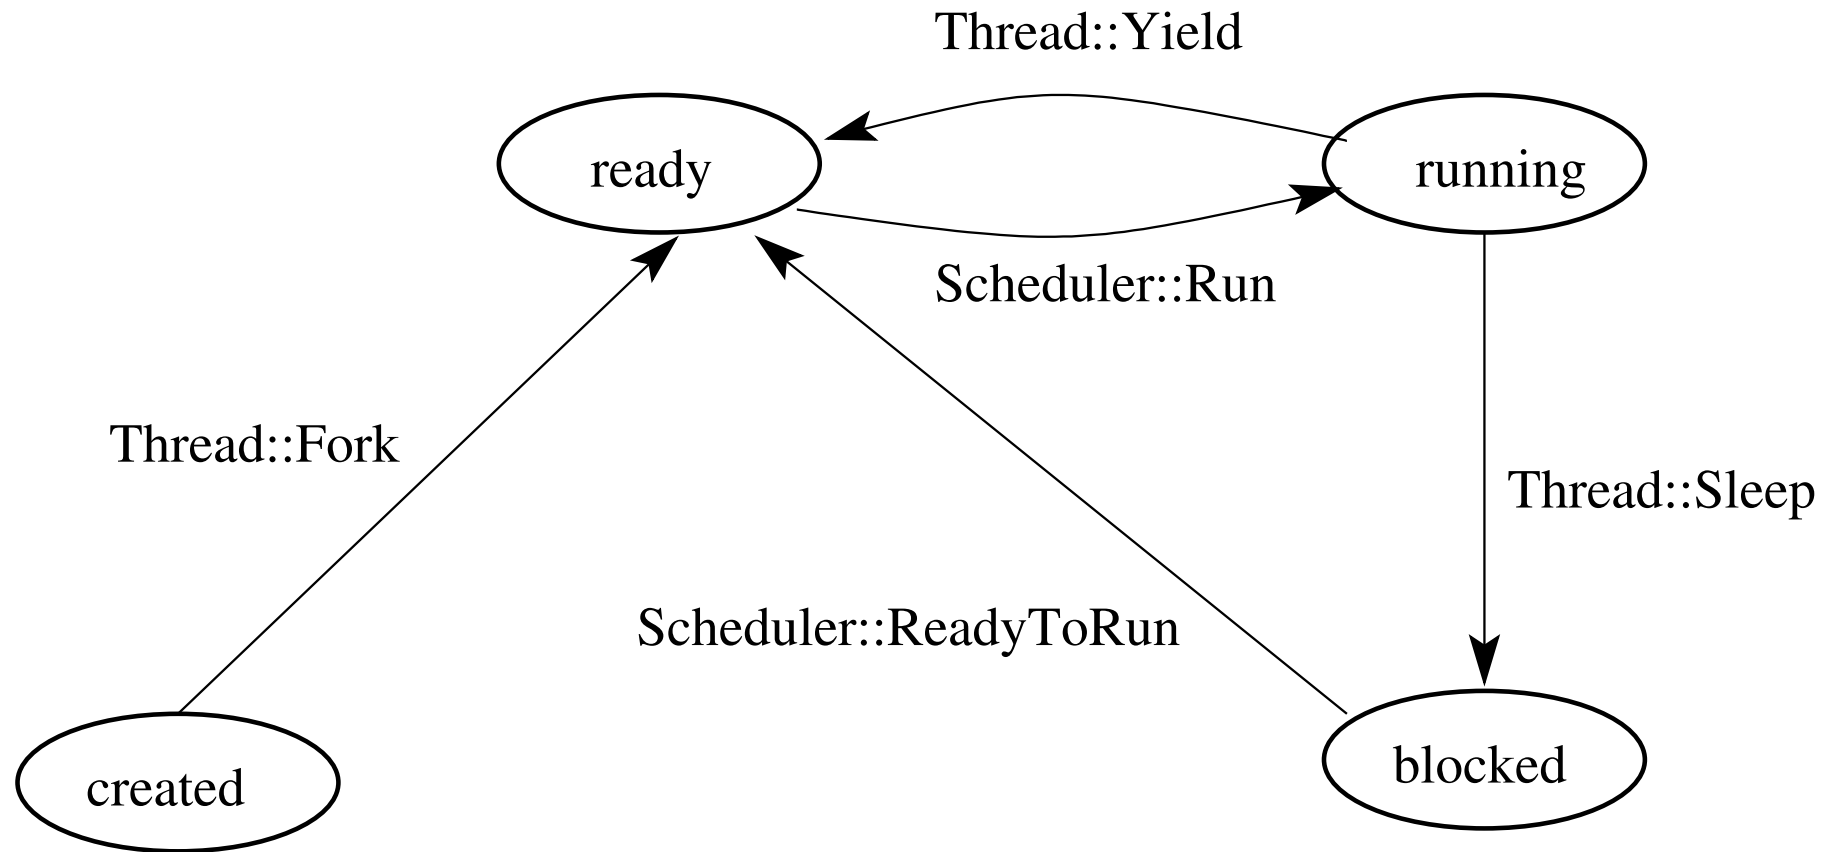 Thread::Yield
ready
running
Scheduler::Run
Thread::Fork
Thread::Sleep
Scheduler::ReadyToRun
created
blocked